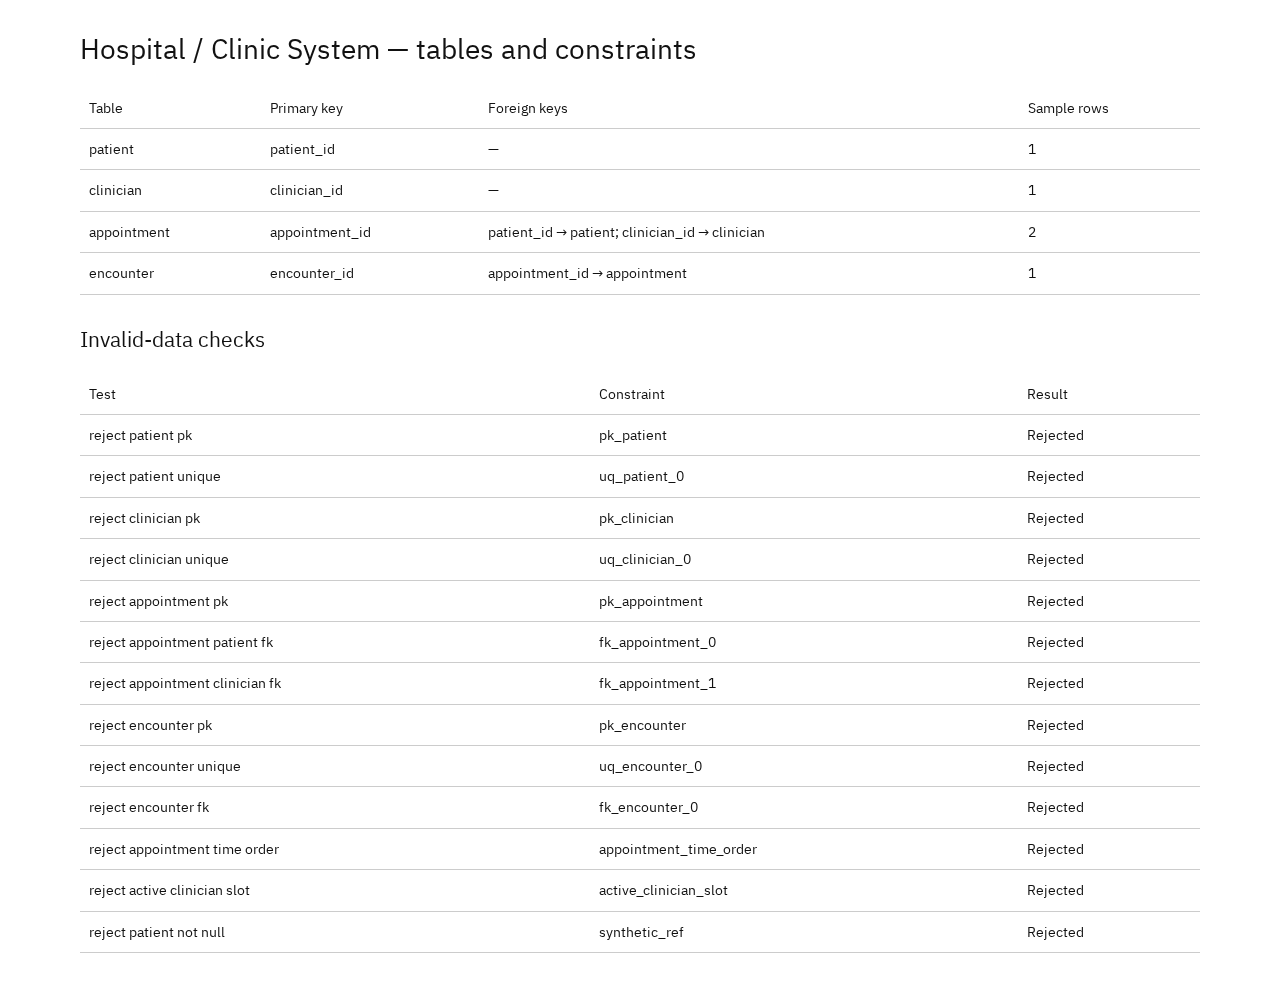 Hospital / Clinic System — tables and constraints
Table Primary key Foreign keys Sample rows
patient patient_id — 1
clinician clinician_id — 1
appointment appointment_id patient_id → patient; clinician_id → clinician 2
encounter encounter_id appointment_id → appointment 1
Invalid-data checks
Test Constraint Result
reject patient pk pk_patient Rejected
reject patient unique uq_patient_0 Rejected
reject clinician pk pk_clinician Rejected
reject clinician unique uq_clinician_0 Rejected
reject appointment pk pk_appointment Rejected
reject appointment patient fk fk_appointment_0 Rejected
reject appointment clinician fk fk_appointment_1 Rejected
reject encounter pk pk_encounter Rejected
reject encounter unique uq_encounter_0 Rejected
reject encounter fk fk_encounter_0 Rejected
reject appointment time order appointment_time_order Rejected
reject active clinician slot active_clinician_slot Rejected
reject patient not null synthetic_ref Rejected